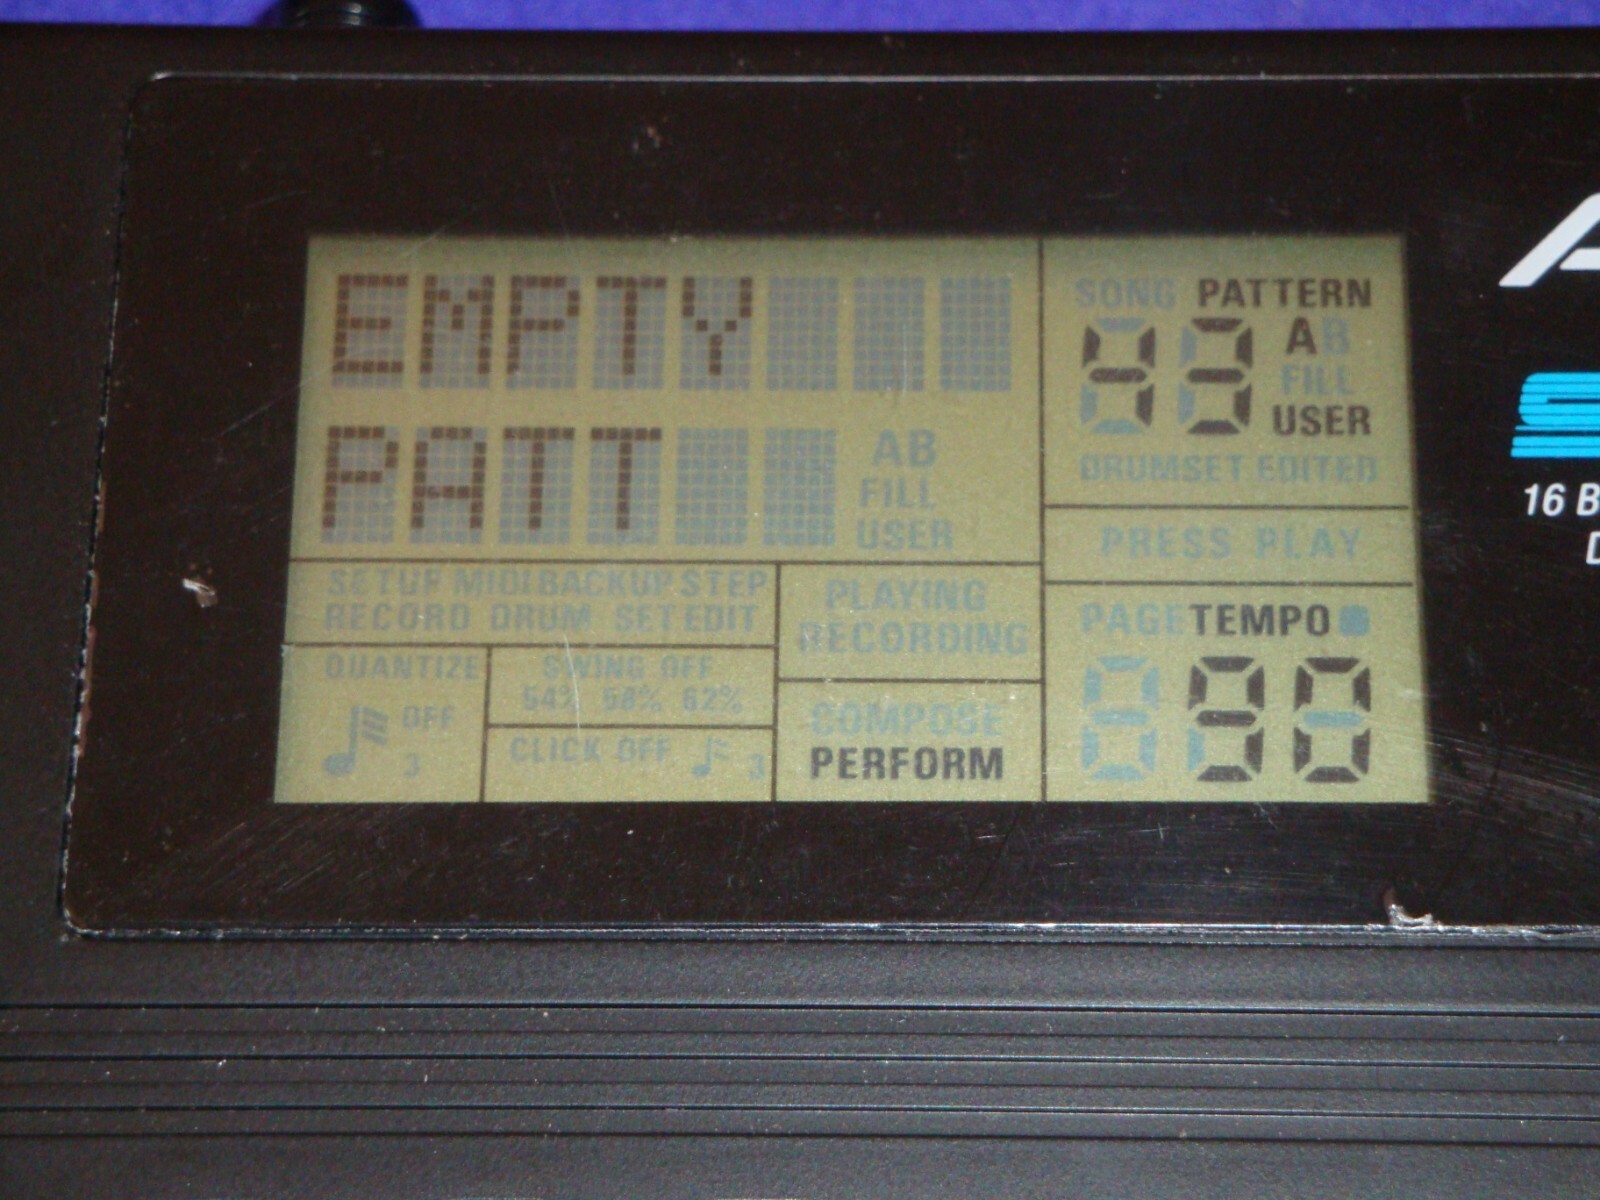 EMPTY
PATT
AB
FILL
USER
SETUP MIDI BACKUP STEP
RECORD DRUM SET EDIT
QUANTIZE
OFF
3
SWING OFF
54% 58% 62%
CLICK OFF 3
PLAYING
RECORDING
COMPOSE
PERFORM
SONG PATTERN
43
AB
FILL
USER
DRUMSET EDITED
PRESS PLAY
PAGE TEMPO
90
16 B